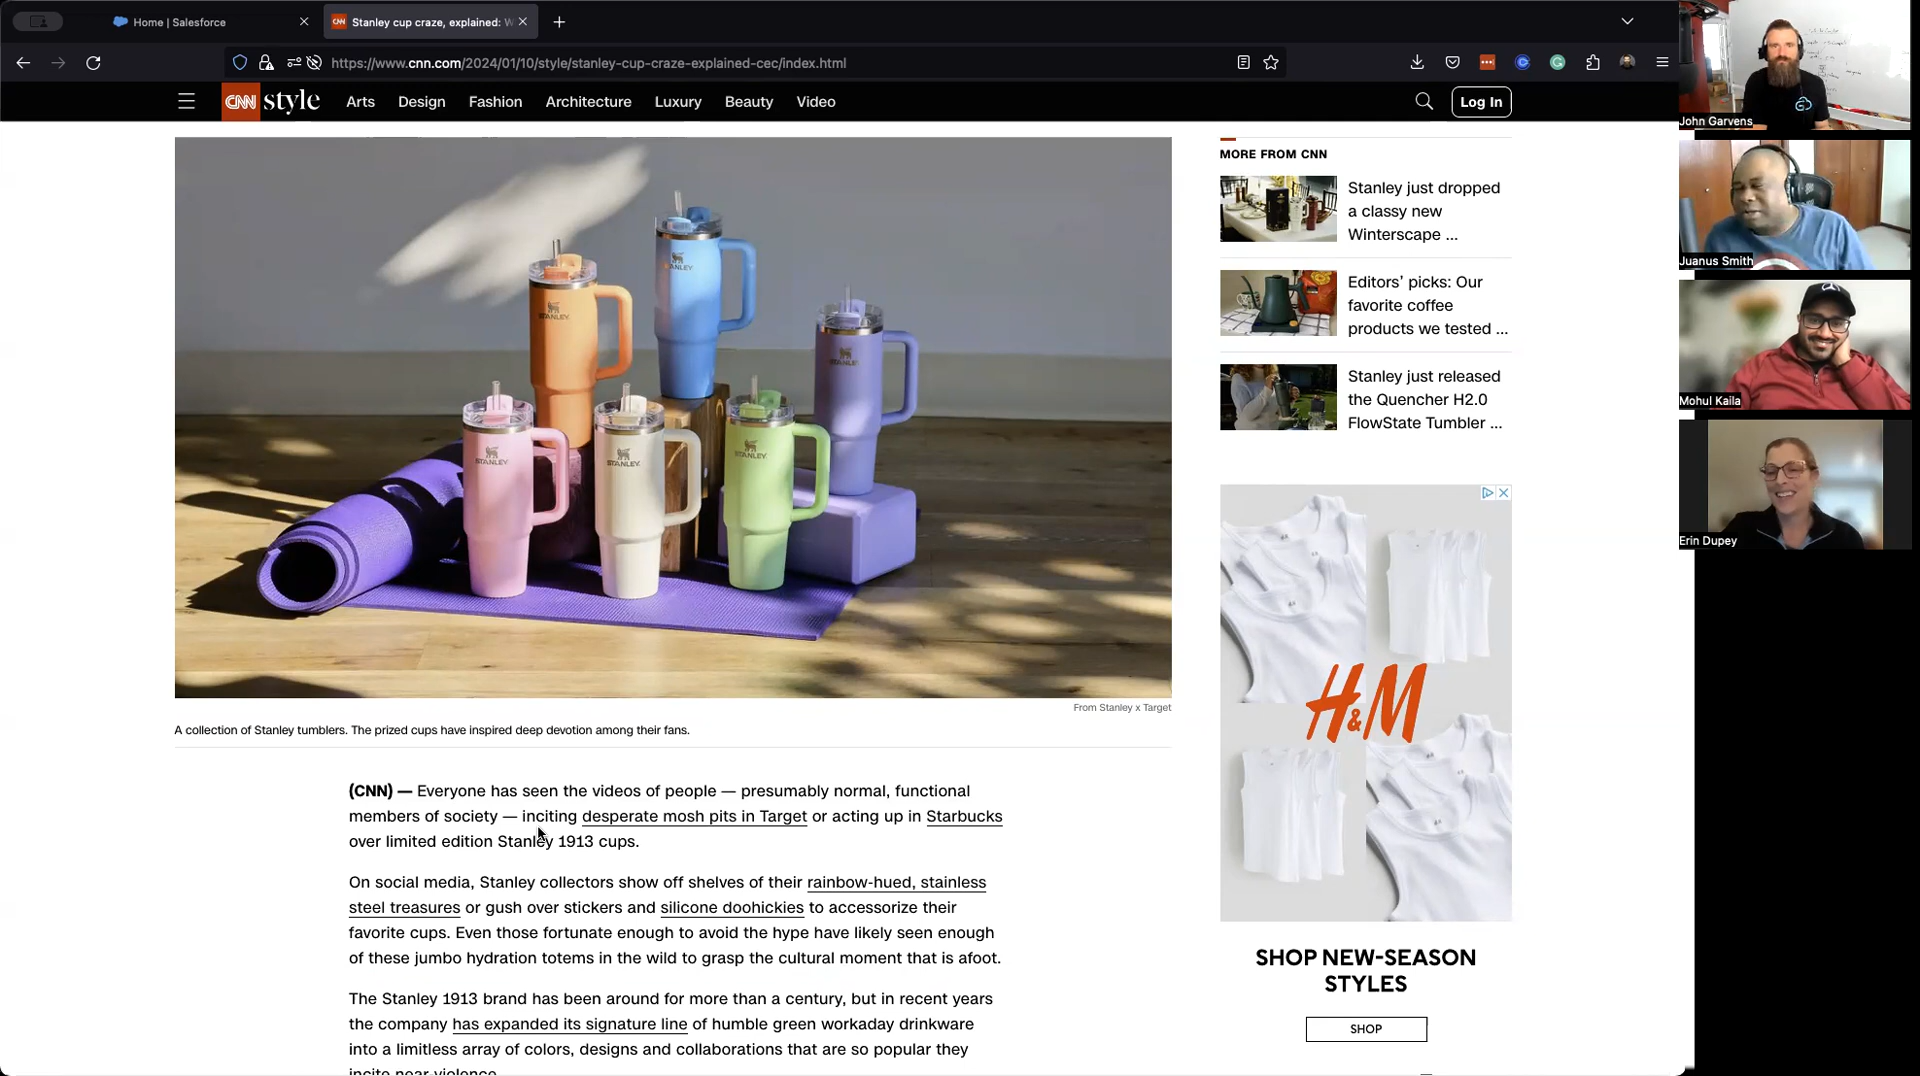 Home | Salesforce
Stanley cup craze, explained: W
https://www.cnn.com/2024/01/10/style/stanley-cup-craze-explained-cec/index.html
CNN style
Arts
Design
Fashion
Architecture
Luxury
Beauty
Video
Log In
STANLEY
STANLEY
STANLEY
STANLEY
STANLEY
From Stanley x Target
A collection of Stanley tumblers. The prized cups have inspired deep devotion among their fans.
(CNN) — Everyone has seen the videos of people — presumably normal, functional
members of society — inciting desperate mosh pits in Target or acting up in Starbucks
over limited edition Stanley 1913 cups.
On social media, Stanley collectors show off shelves of their rainbow-hued, stainless
steel treasures or gush over stickers and silicone doohickies to accessorize their
favorite cups. Even those fortunate enough to avoid the hype have likely seen enough
of these jumbo hydration totems in the wild to grasp the cultural moment that is afoot.
The Stanley 1913 brand has been around for more than a century, but in recent years
the company has expanded its signature line of humble green workaday drinkware
into a limitless array of colors, designs and collaborations that are so popular they
incite near-violence.
MORE FROM CNN
Stanley just dropped
a classy new
Winterscape ...
Editors’ picks: Our
favorite coffee
products we tested ...
Stanley just released
the Quencher H2.0
FlowState Tumbler ...
H&M
SHOP NEW-SEASON
STYLES
SHOP
John Garvens
Juanus Smith
Mohul Kaila
Erin Dupey